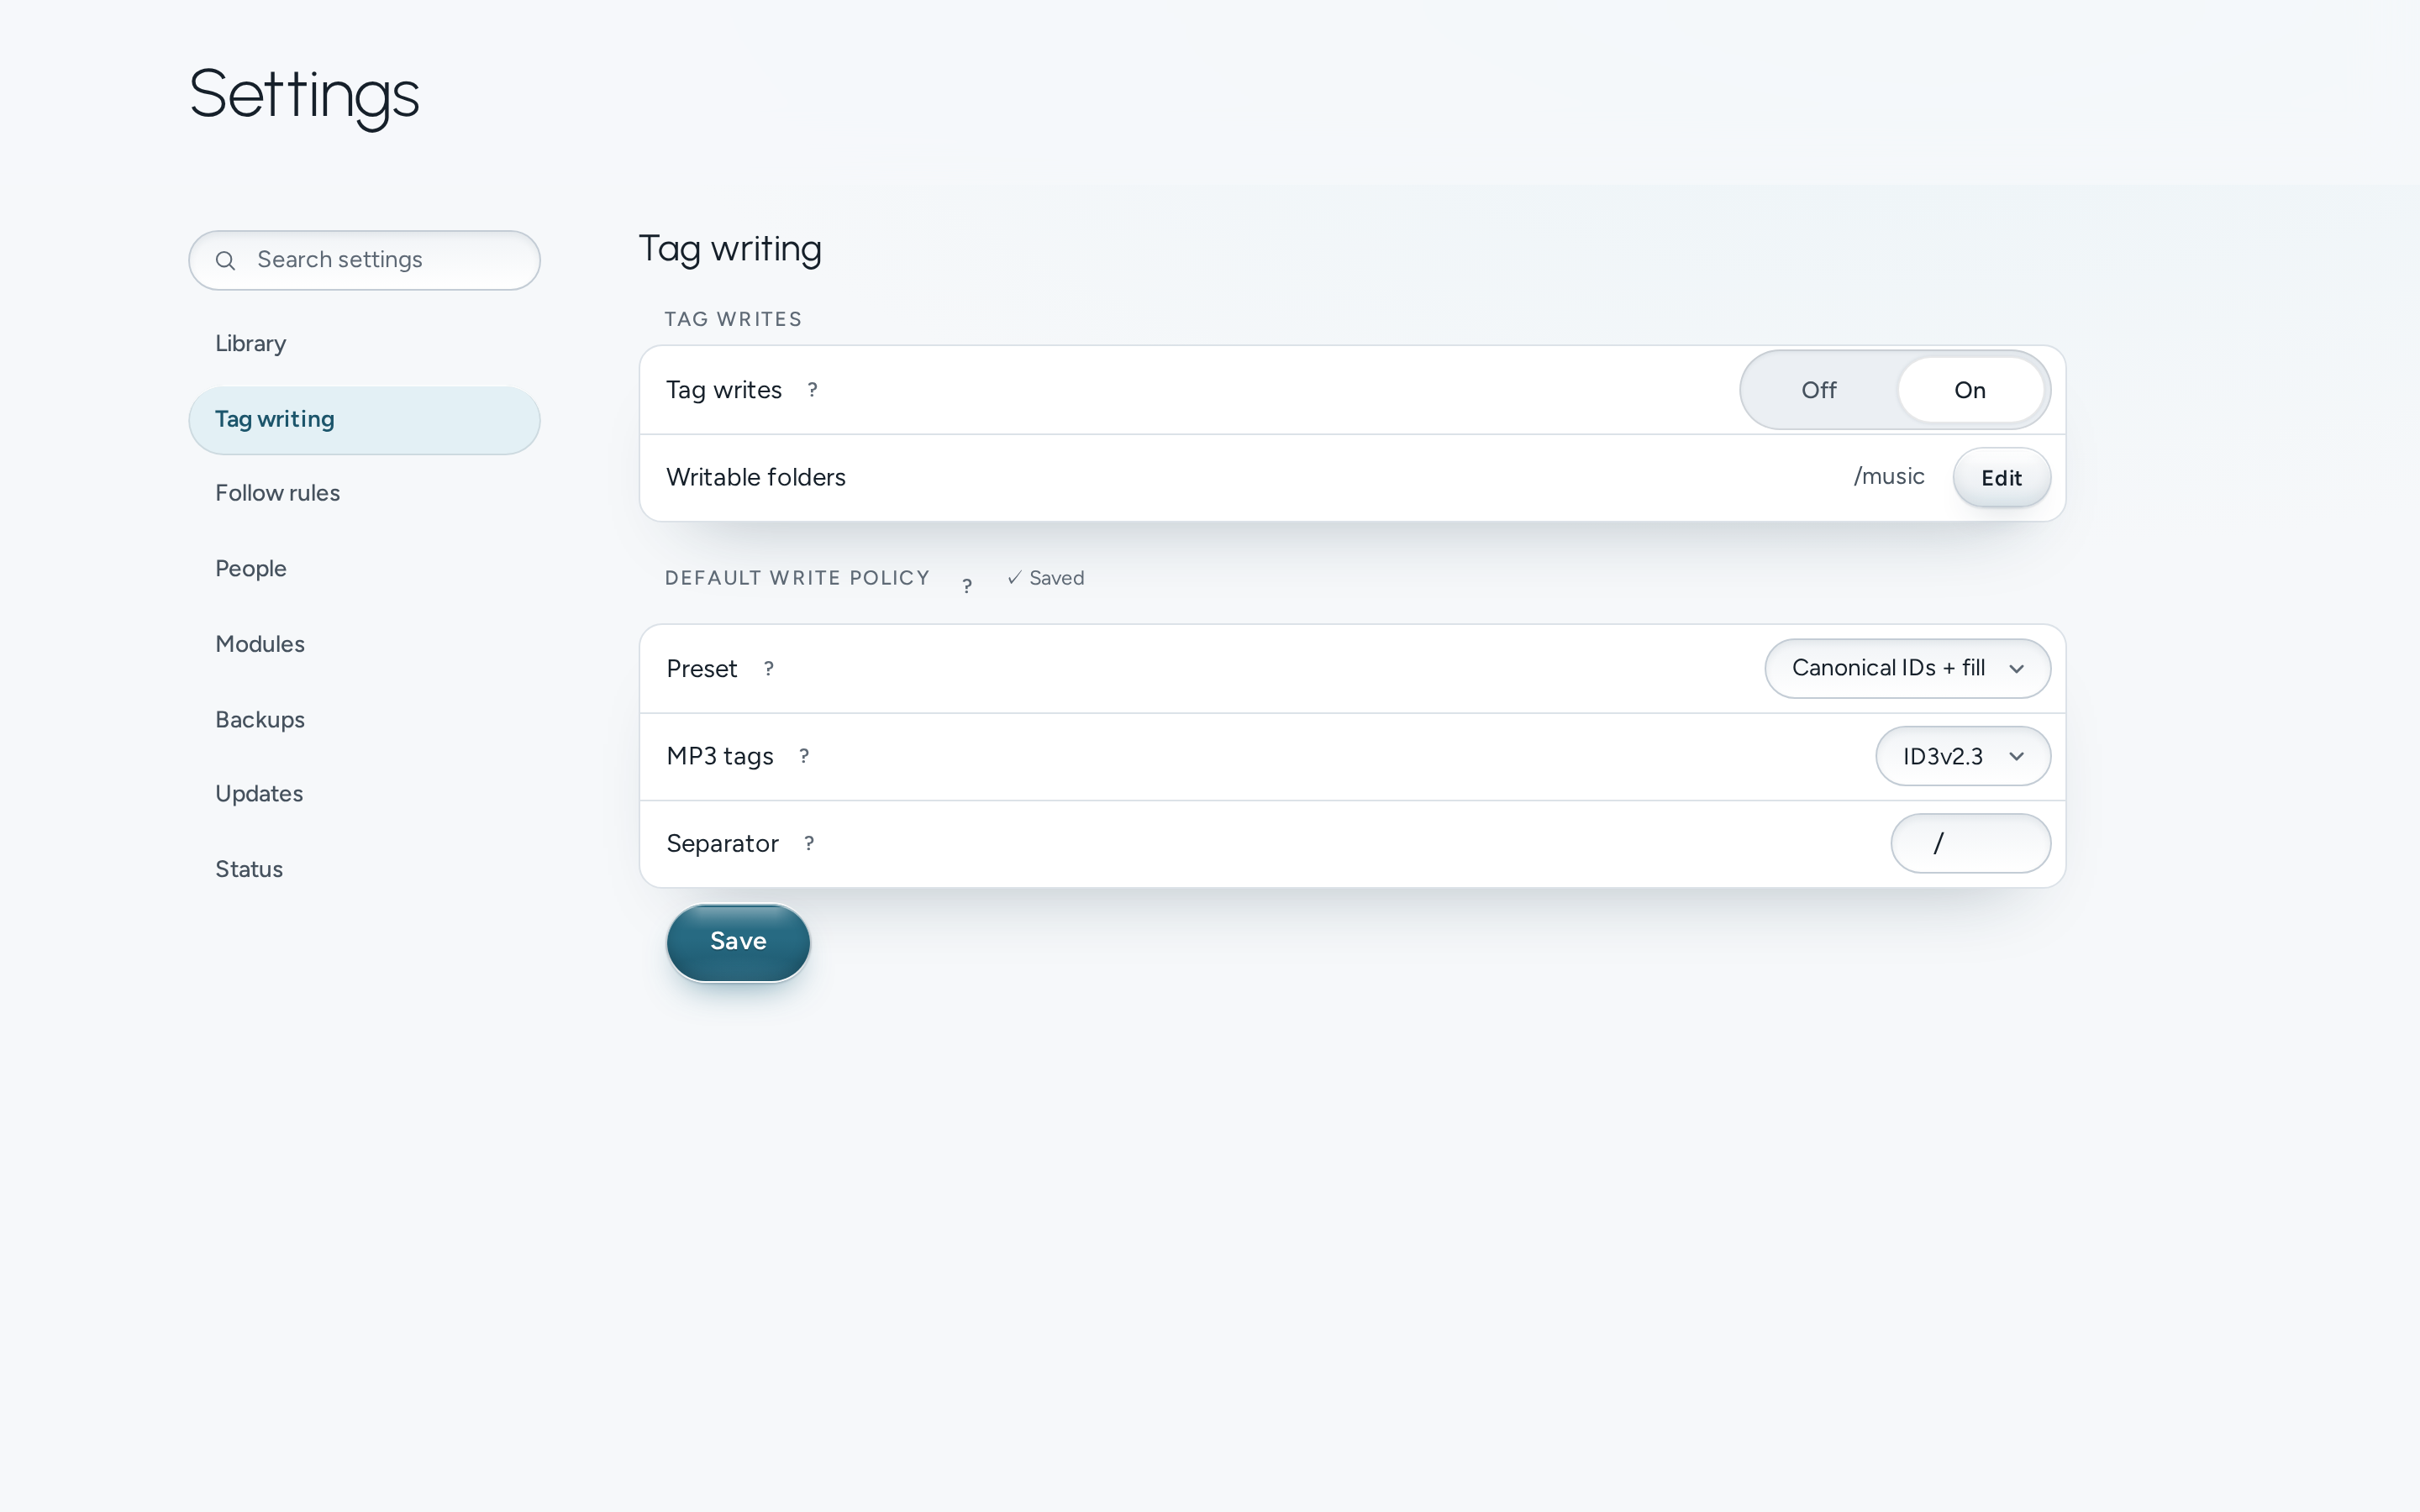 Settings
Search settings
Library
Tag writing
Follow rules
People
Modules
Backups
Updates
Status
Tag writing
TAG WRITES
Tag writes ? Off On
Writable folders /music Edit
DEFAULT WRITE POLICY ? ✓ Saved
Preset ? Canonical IDs + fill
MP3 tags ? ID3v2.3
Separator ? /
Save